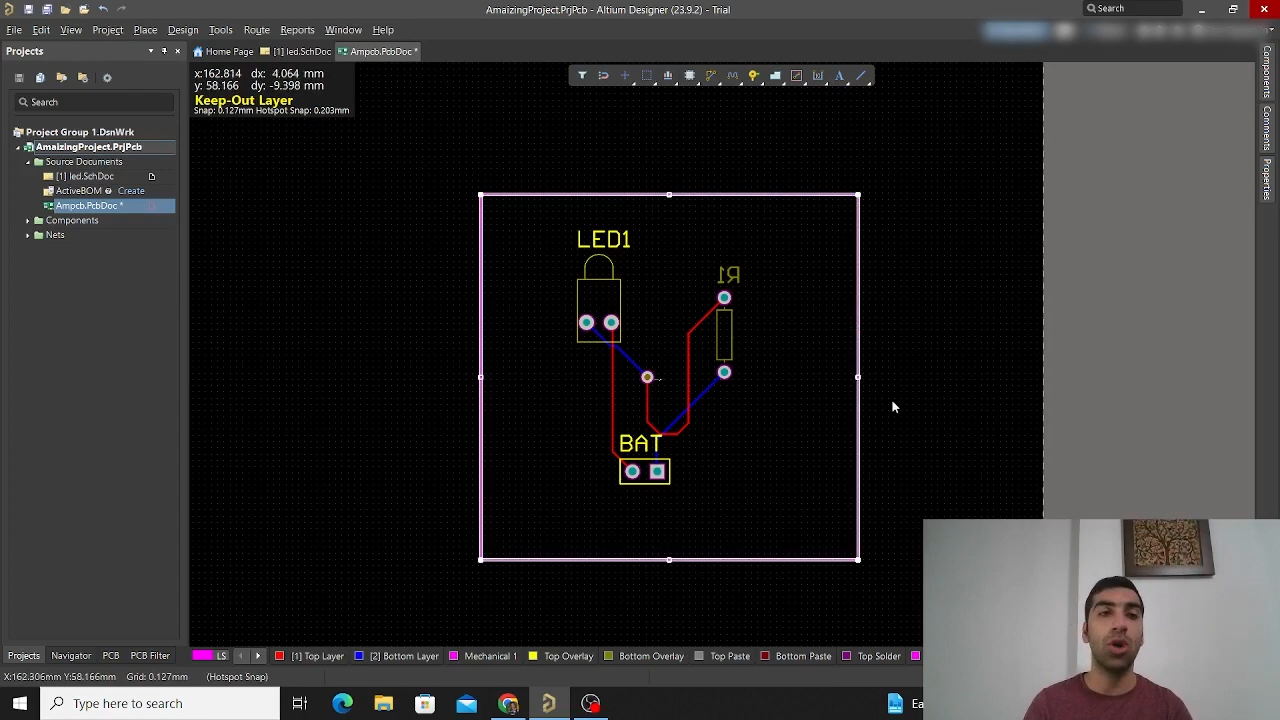 AmaizingProject.PrjPcb - Altium Designer (23.9.2) - Trial
Search
File Edit View Project Place Design Tools Route Reports Window Help
Projects
Home Page
[1] led.SchDoc
Ampcb.PcbDoc *
x:162.814 dx: 4.064 mm
y: 58.166 dy: -9.398 mm
Keep-Out Layer
Snap: 0.127mm Hotspot Snap: 0.203mm
Search
Project Group 1.DsnWrk
AmaizingProject.PrjPcb
Source Documents
[1] led.SchDoc
ActiveBOM Create
Ampcb.PcbDoc *
Components
Nets
Components
Comments
Properties
LED1
R1
BAT
Projects Navigator PCB PCB Filter
LS [1] Top Layer [2] Bottom Layer Mechanical 1 Top Overlay Bottom Overlay Top Paste Bottom Paste Top Solder
X:162.306mm Y:58.166mm Grid: 0.127mm (Hotspot Snap)
Type here to search
Ea